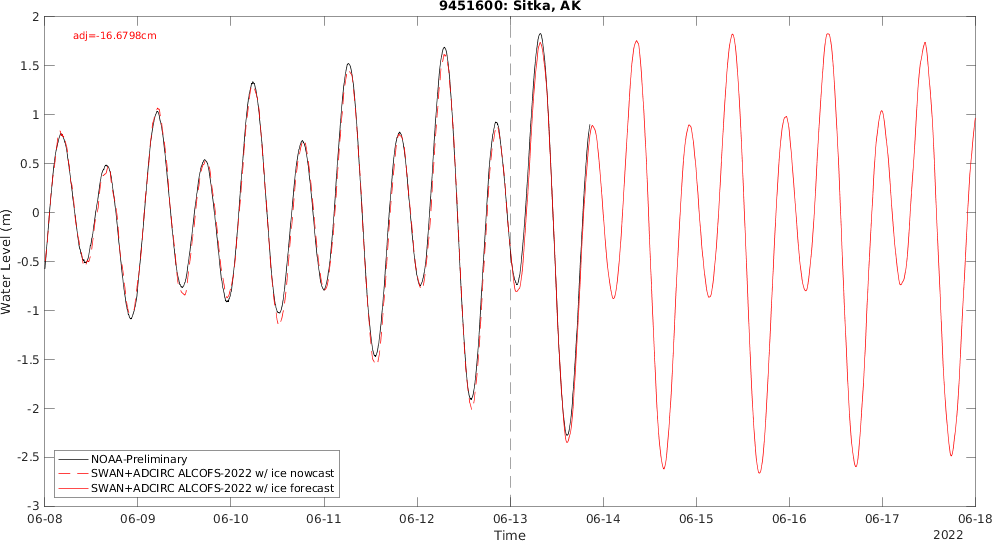 9451600: Sitka, AK
adj=-16.6798cm
2
1.5
1
0.5
0
-0.5
-1
-1.5
-2
-2.5
-3
Water Level (m)
NOAA-Preliminary
SWAN+ADCIRC ALCOFS-2022 w/ ice nowcast
SWAN+ADCIRC ALCOFS-2022 w/ ice forecast
06-08 06-09 06-10 06-11 06-12 06-13 06-14 06-15 06-16 06-17 06-18
Time
2022